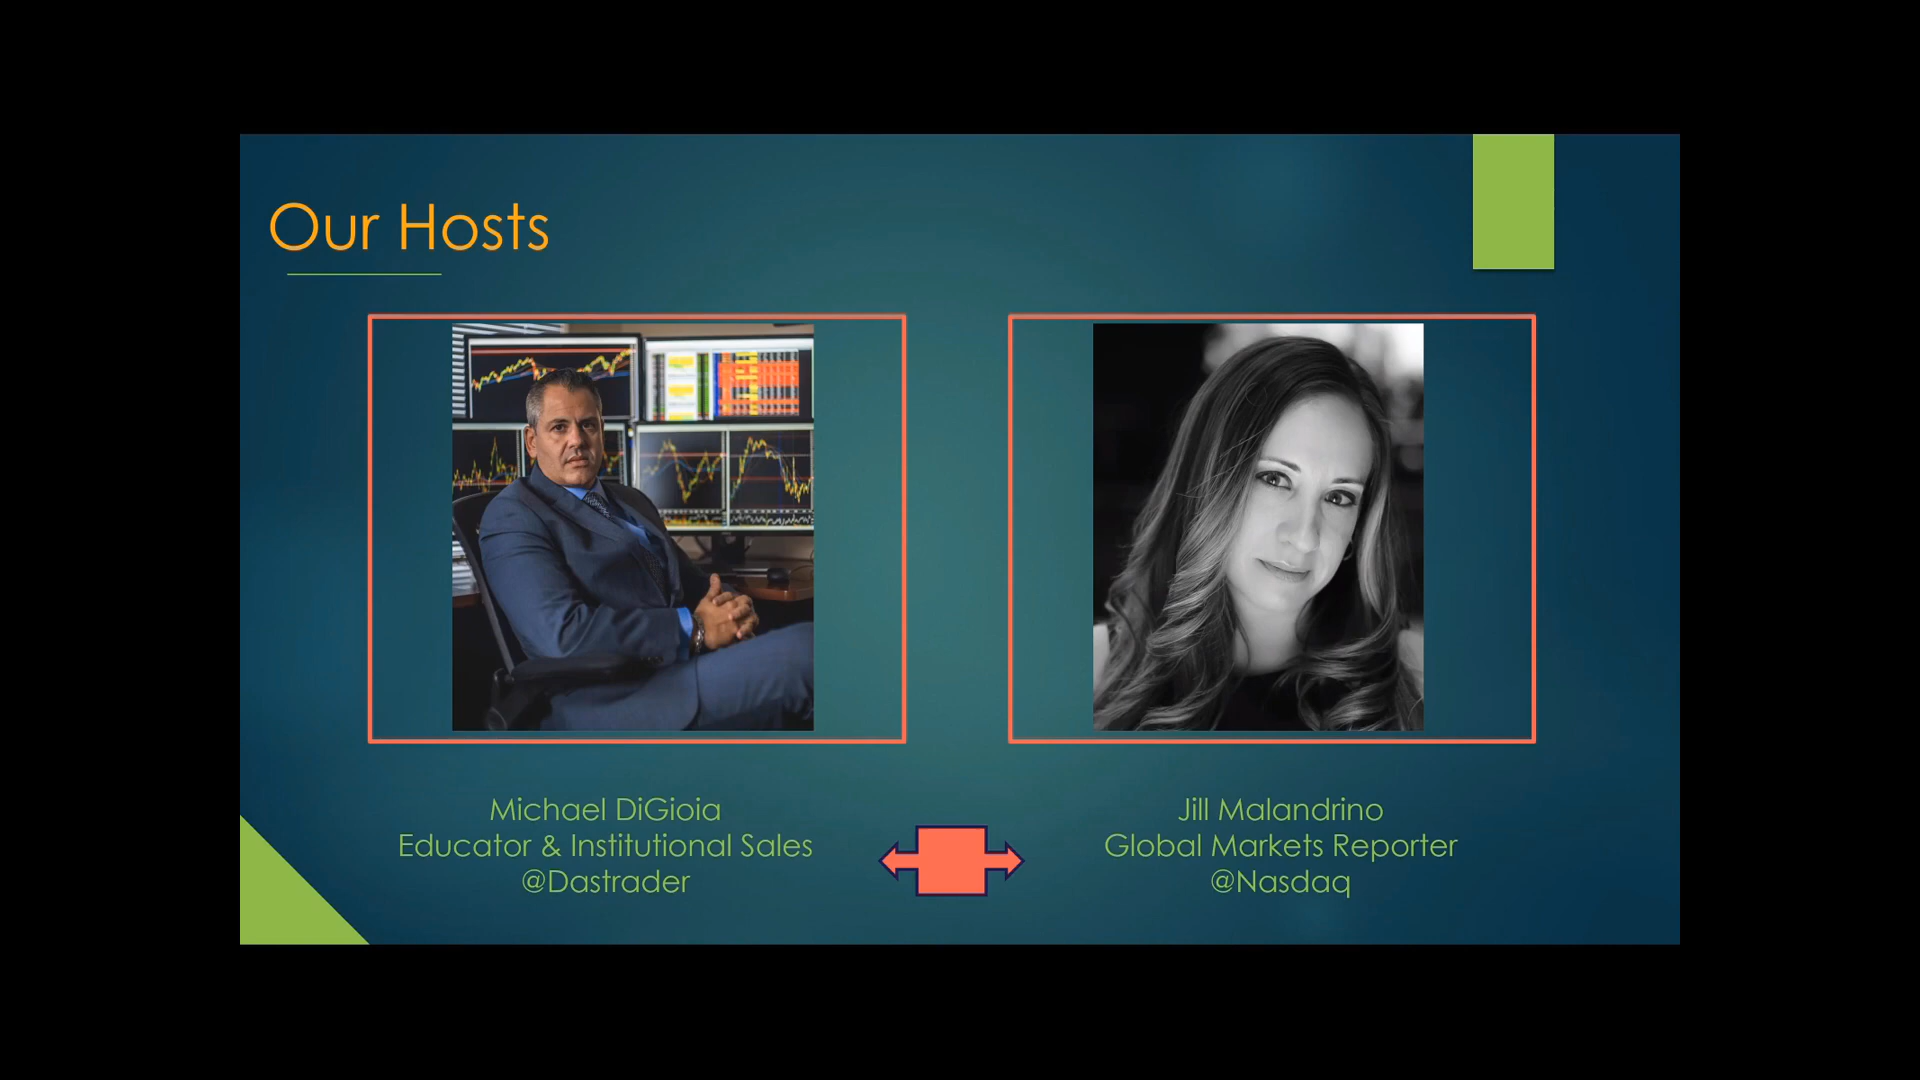 Our Hosts
Michael DiGioia
Educator & Institutional Sales
@Dastrader
Jill Malandrino
Global Markets Reporter
@Nasdaq